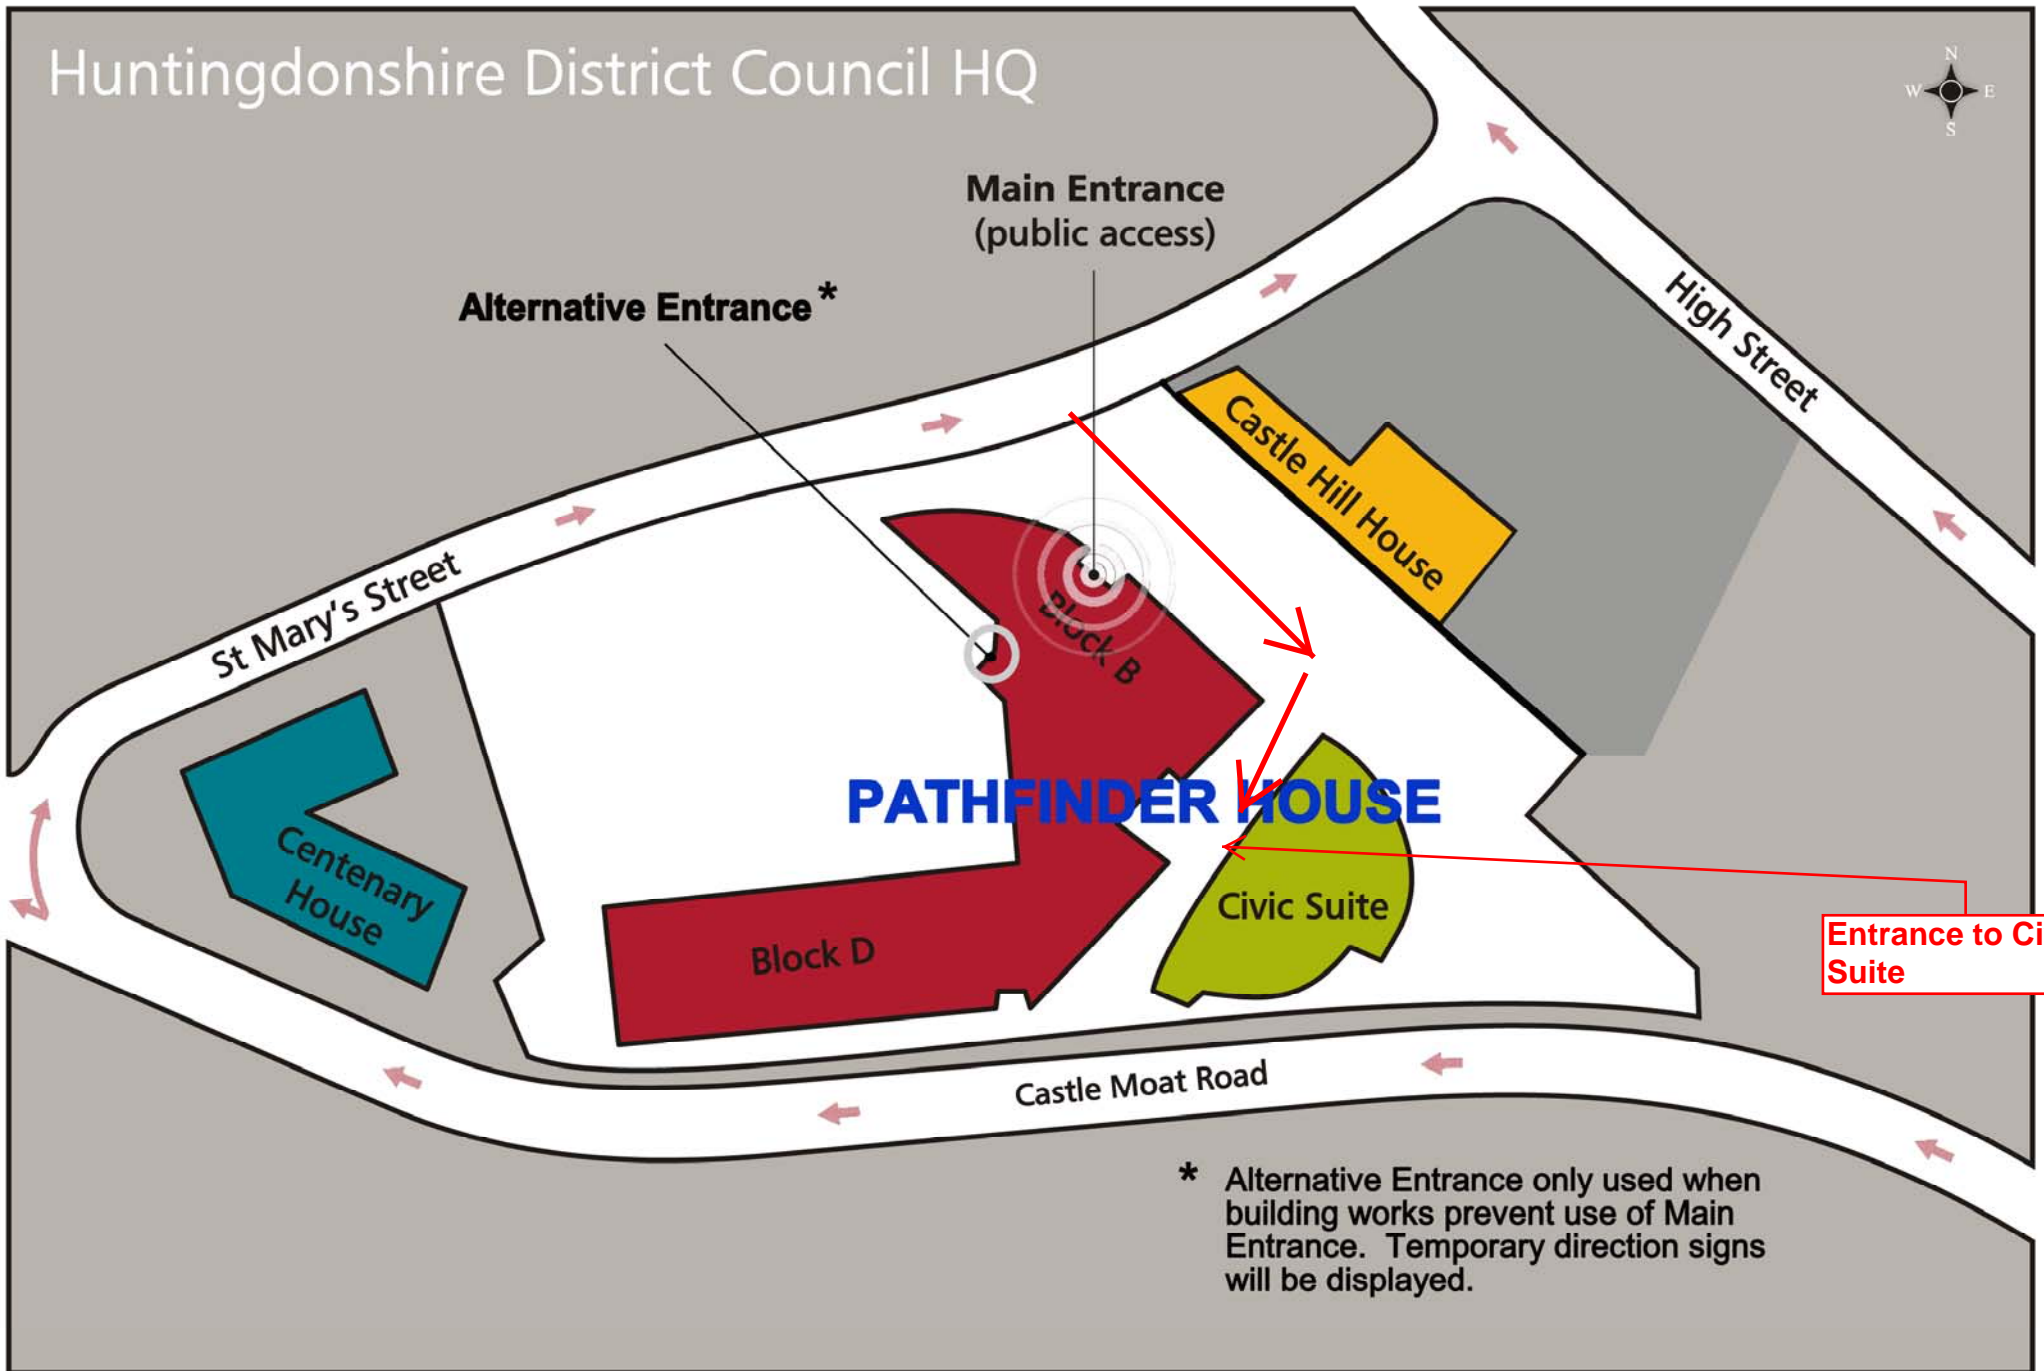 Huntingdonshire District Council HQ
N
W E
S
Main Entrance
(public access)
Alternative Entrance*
High Street
Castle Hill House
St Mary's Street
Block B
PATHFINDER HOUSE
Centenary
House
Civic Suite
Block D
Entrance to Ci
Suite
Castle Moat Road
* Alternative Entrance only used when
building works prevent use of Main
Entrance. Temporary direction signs
will be displayed.